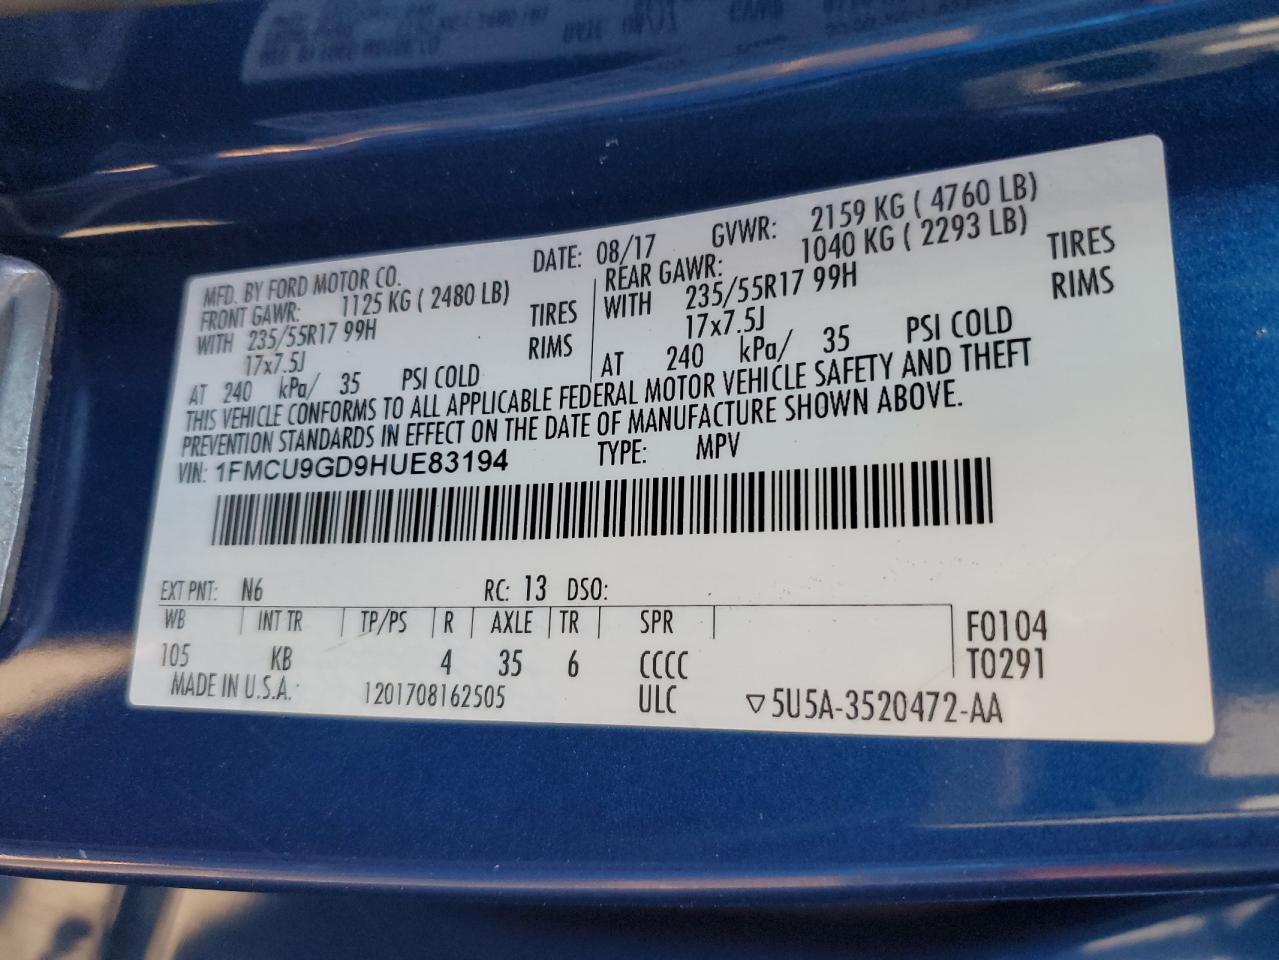 MFD. BY FORD MOTOR CO. DATE: 08/17 GVWR: 2159 KG ( 4760 LB)
FRONT GAWR: 1125 KG ( 2480 LB) REAR GAWR: 1040 KG ( 2293 LB)
WITH 235/55R17 99H TIRES WITH 235/55R17 99H TIRES
17x7.5J RIMS 17x7.5J RIMS
AT 240 kPa/ 35 PSI COLD AT 240 kPa/ 35 PSI COLD
THIS VEHICLE CONFORMS TO ALL APPLICABLE FEDERAL MOTOR VEHICLE SAFETY AND THEFT
PREVENTION STANDARDS IN EFFECT ON THE DATE OF MANUFACTURE SHOWN ABOVE.
VIN: 1FMCU9GD9HUE83194 TYPE: MPV
EXT PNT: N6 RC: 13 DSO:
WB INT TR TP/PS R AXLE TR SPR F0104
105 KB 4 35 6 CCCC T0291
MADE IN U.S.A. 1201708162505 ULC ▽5U5A-3520472-AA